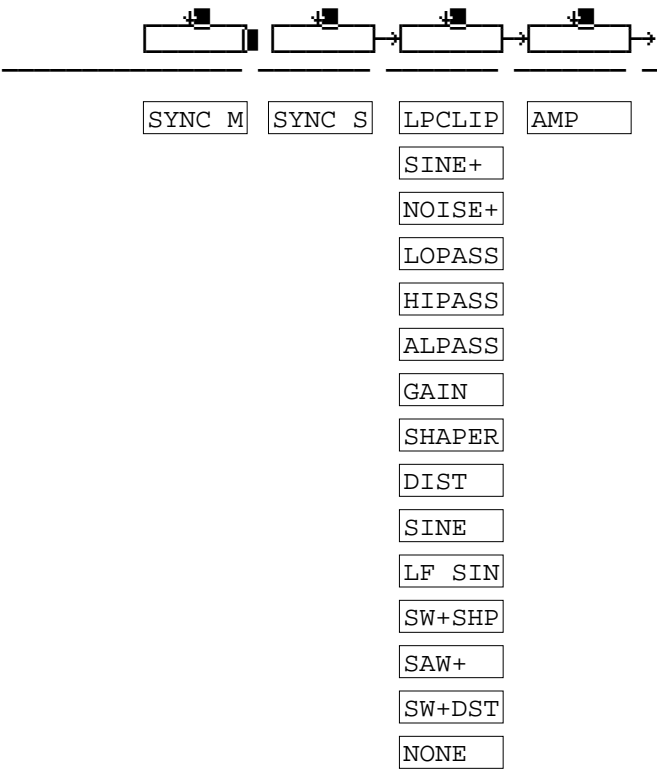 SYNC M SYNC S LPCLIP AMP
SINE+
NOISE+
LOPASS
HIPASS
ALPASS
GAIN
SHAPER
DIST
SINE
LF SIN
SW+SHP
SAW+
SW+DST
NONE